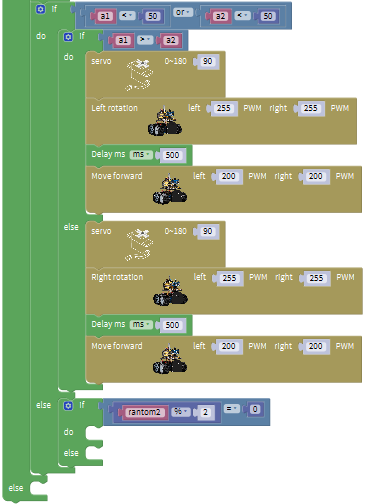 if a1 < 50 or a2 < 50
do if a1 > a2
do servo 0~180 90
Left rotation left 255 PWM right 255 PWM
Delay ms ms 500
Move forward left 200 PWM right 200 PWM
else servo 0~180 90
Right rotation left 255 PWM right 255 PWM
Delay ms ms 500
Move forward left 200 PWM right 200 PWM
else if rantom2 % 2 = 0
do
else
else